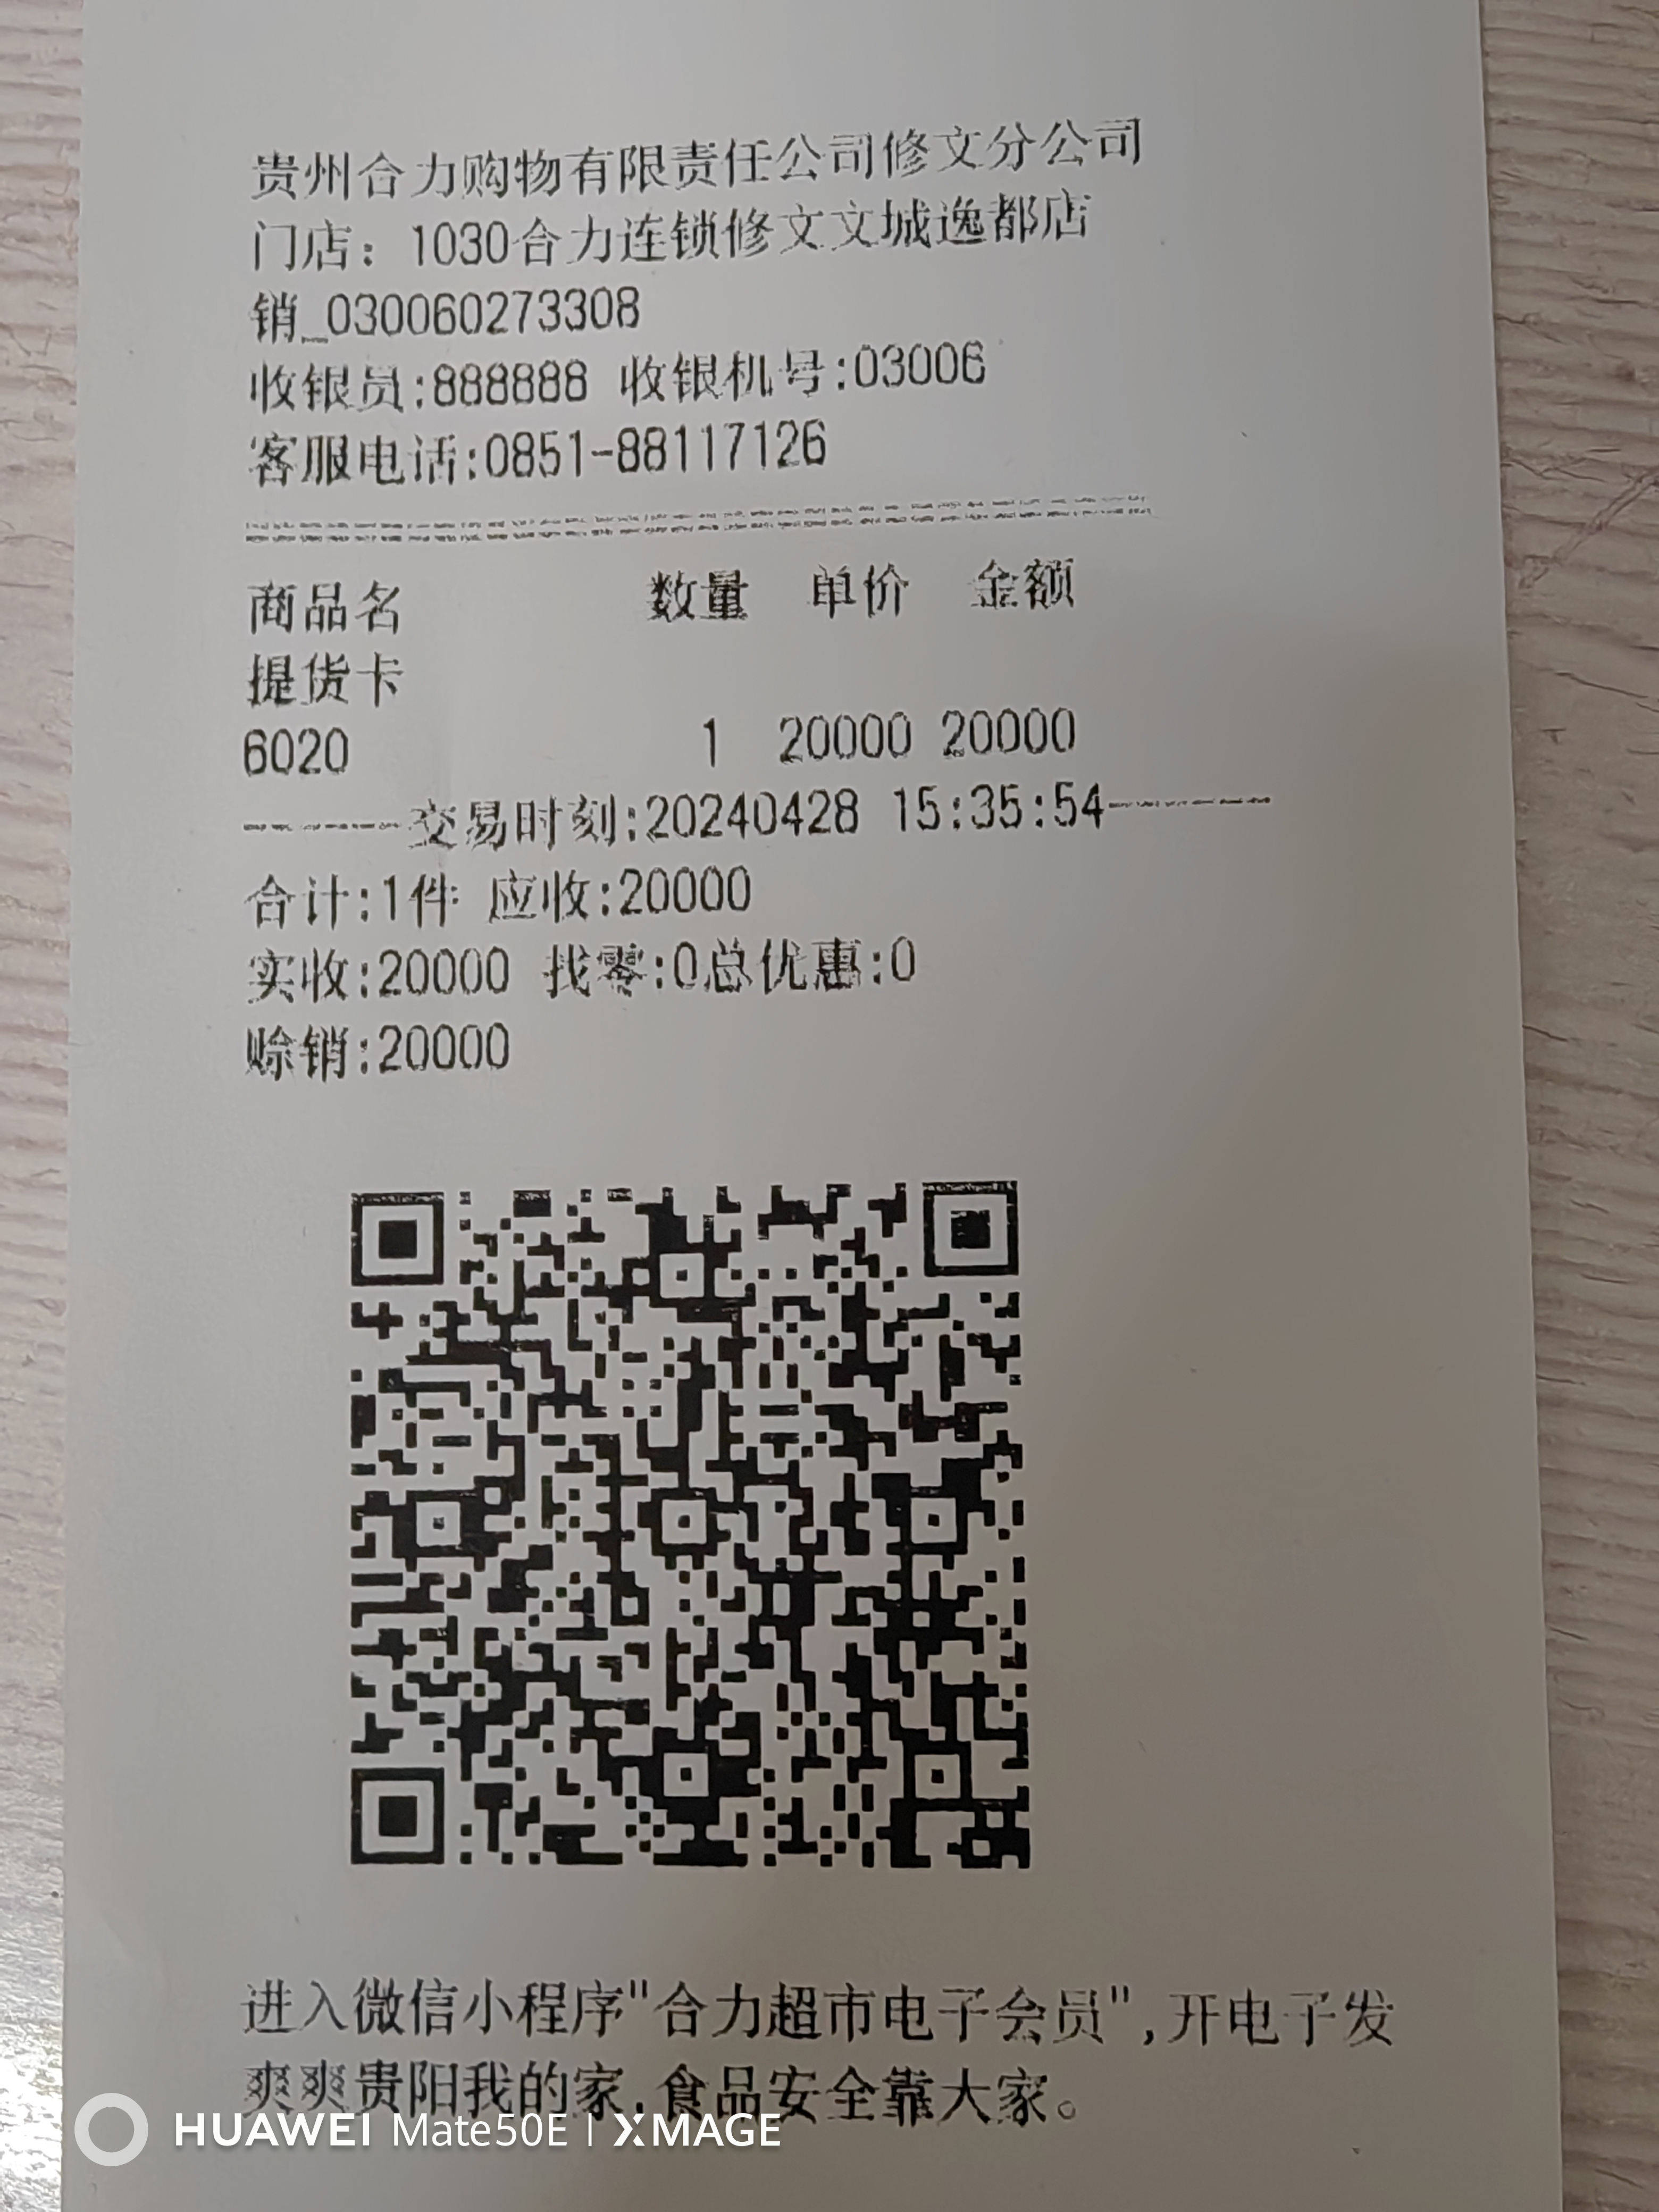 贵州合力购物有限责任公司修文分公司
门店：1030合力连锁修文文城逸都店
销_030060273308
收银员:888888 收银机号:03006
客服电话:0851-88117126
商品名 数量 单价 金额
提货卡
6020 1 20000 20000
------交易时刻:20240428 15:35:54------
合计:1件 应收:20000
实收:20000 找零:0总优惠:0
赊销:20000
进入微信小程序"合力超市电子会员",开电子发
爽爽贵阳我的家,食品安全靠大家。
HUAWEI Mate50E | XMAGE